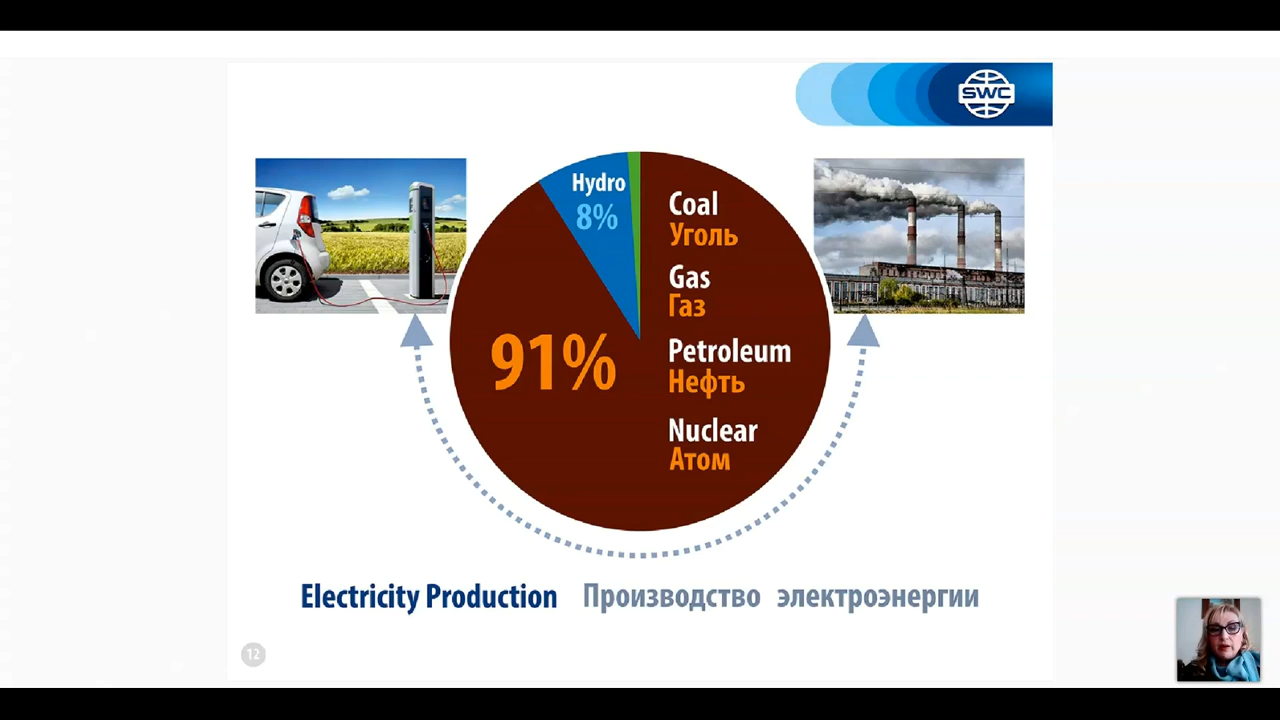 SWC
Hydro
8%
91%
Coal
Уголь
Gas
Газ
Petroleum
Нефть
Nuclear
Атом
Electricity Production Производство электроэнергии
12